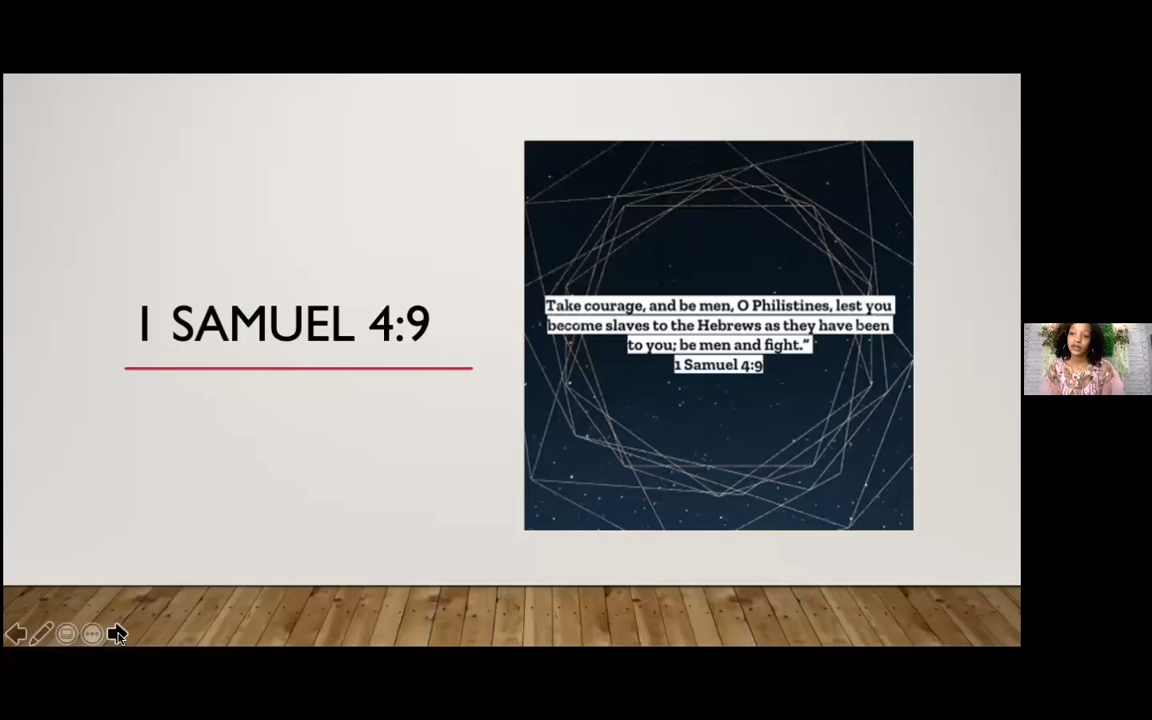 1 SAMUEL 4:9
Take courage, and be men, O Philistines, lest you
become slaves to the Hebrews as they have been
to you; be men and fight.“
1 Samuel 4:9